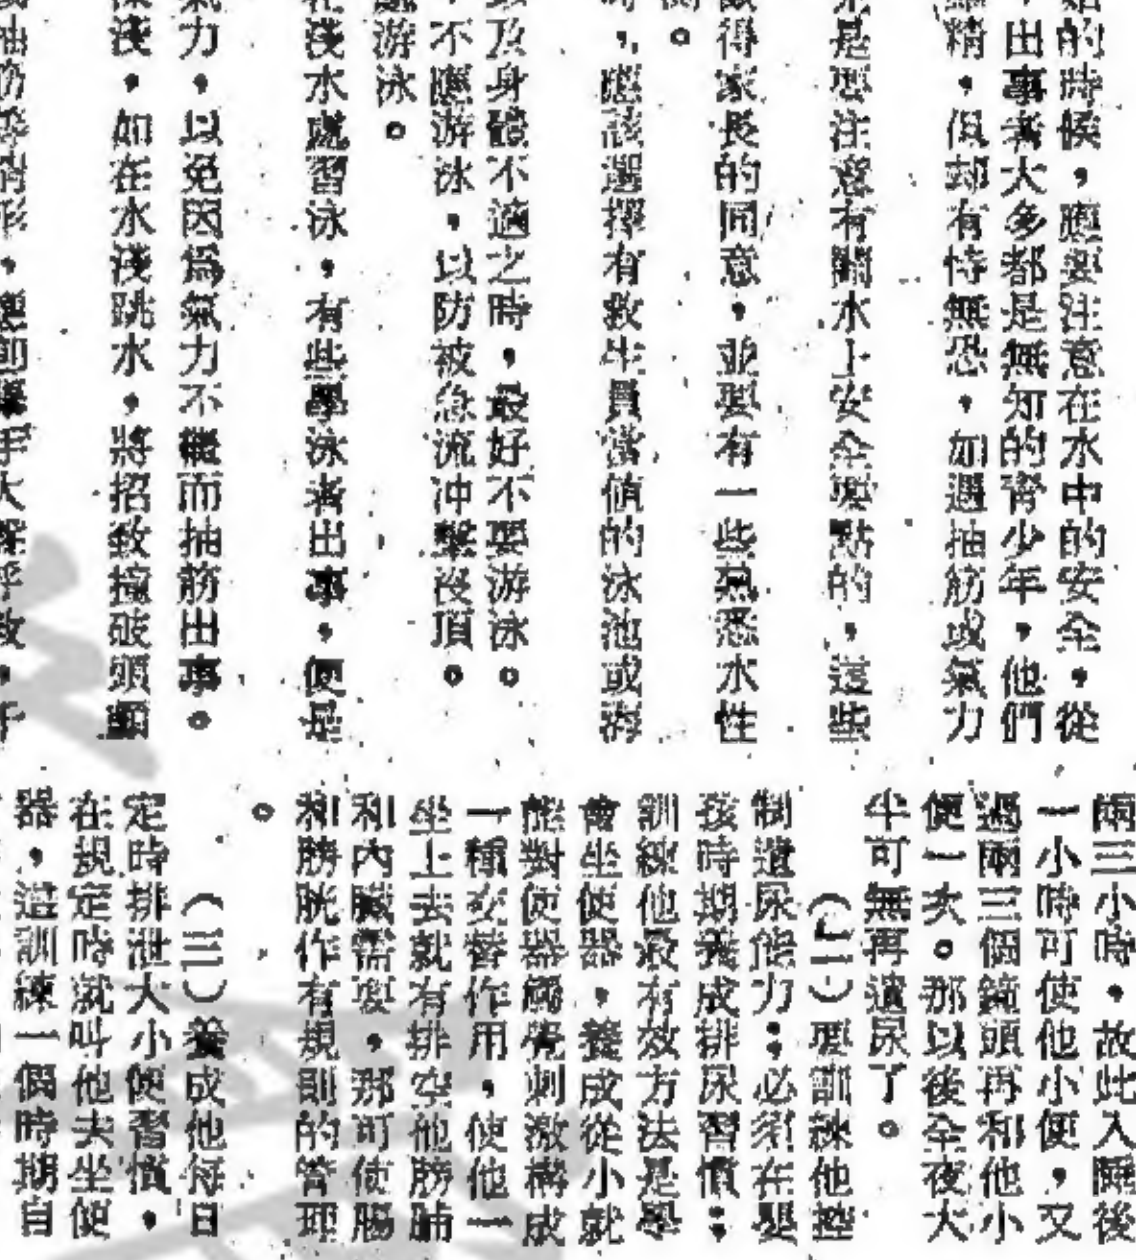 的時候，應要注意在水中的安全，從
出事者大多都是無知的靑少年，他們
精，但却有恃無恐，如遇抽筋或氣力
是要注意有關水上安全要點的，這些
得家長的同意，並要有一些熟悉水性
。
，應該選擇有救生員當値的泳池或海
及身體不適之時，最好不要游泳。
，不應游泳，以防被急流冲擊沒頂。
游泳。
淺水處習泳，有些學泳者出事，便是
力，以免因爲氣力不繼而抽筋出事。
淺，如在水淺跳水，將招致撞破頭顱
兩三小時，故此入睡後
一小時可使他小便，又
過兩三個鐘頭再和他小
便一次。那以後全夜大
半可無再遺尿了。
（二）要訓練他控
制遺尿能力：必須在嬰
孩時期養成排尿習慣：
訓練他最有效方法是學
會坐便器，養成從小就
能對便器觸覺刺激構成
一種交替作用，使他一
坐上去就有排空他膀胱
和內臟需要，那可使腸
和膀胱作有規則的管理
。
（三）養成他每日
定時排泄大小便習慣，
在規定時就叫他去坐便
器，這訓練一個時期自